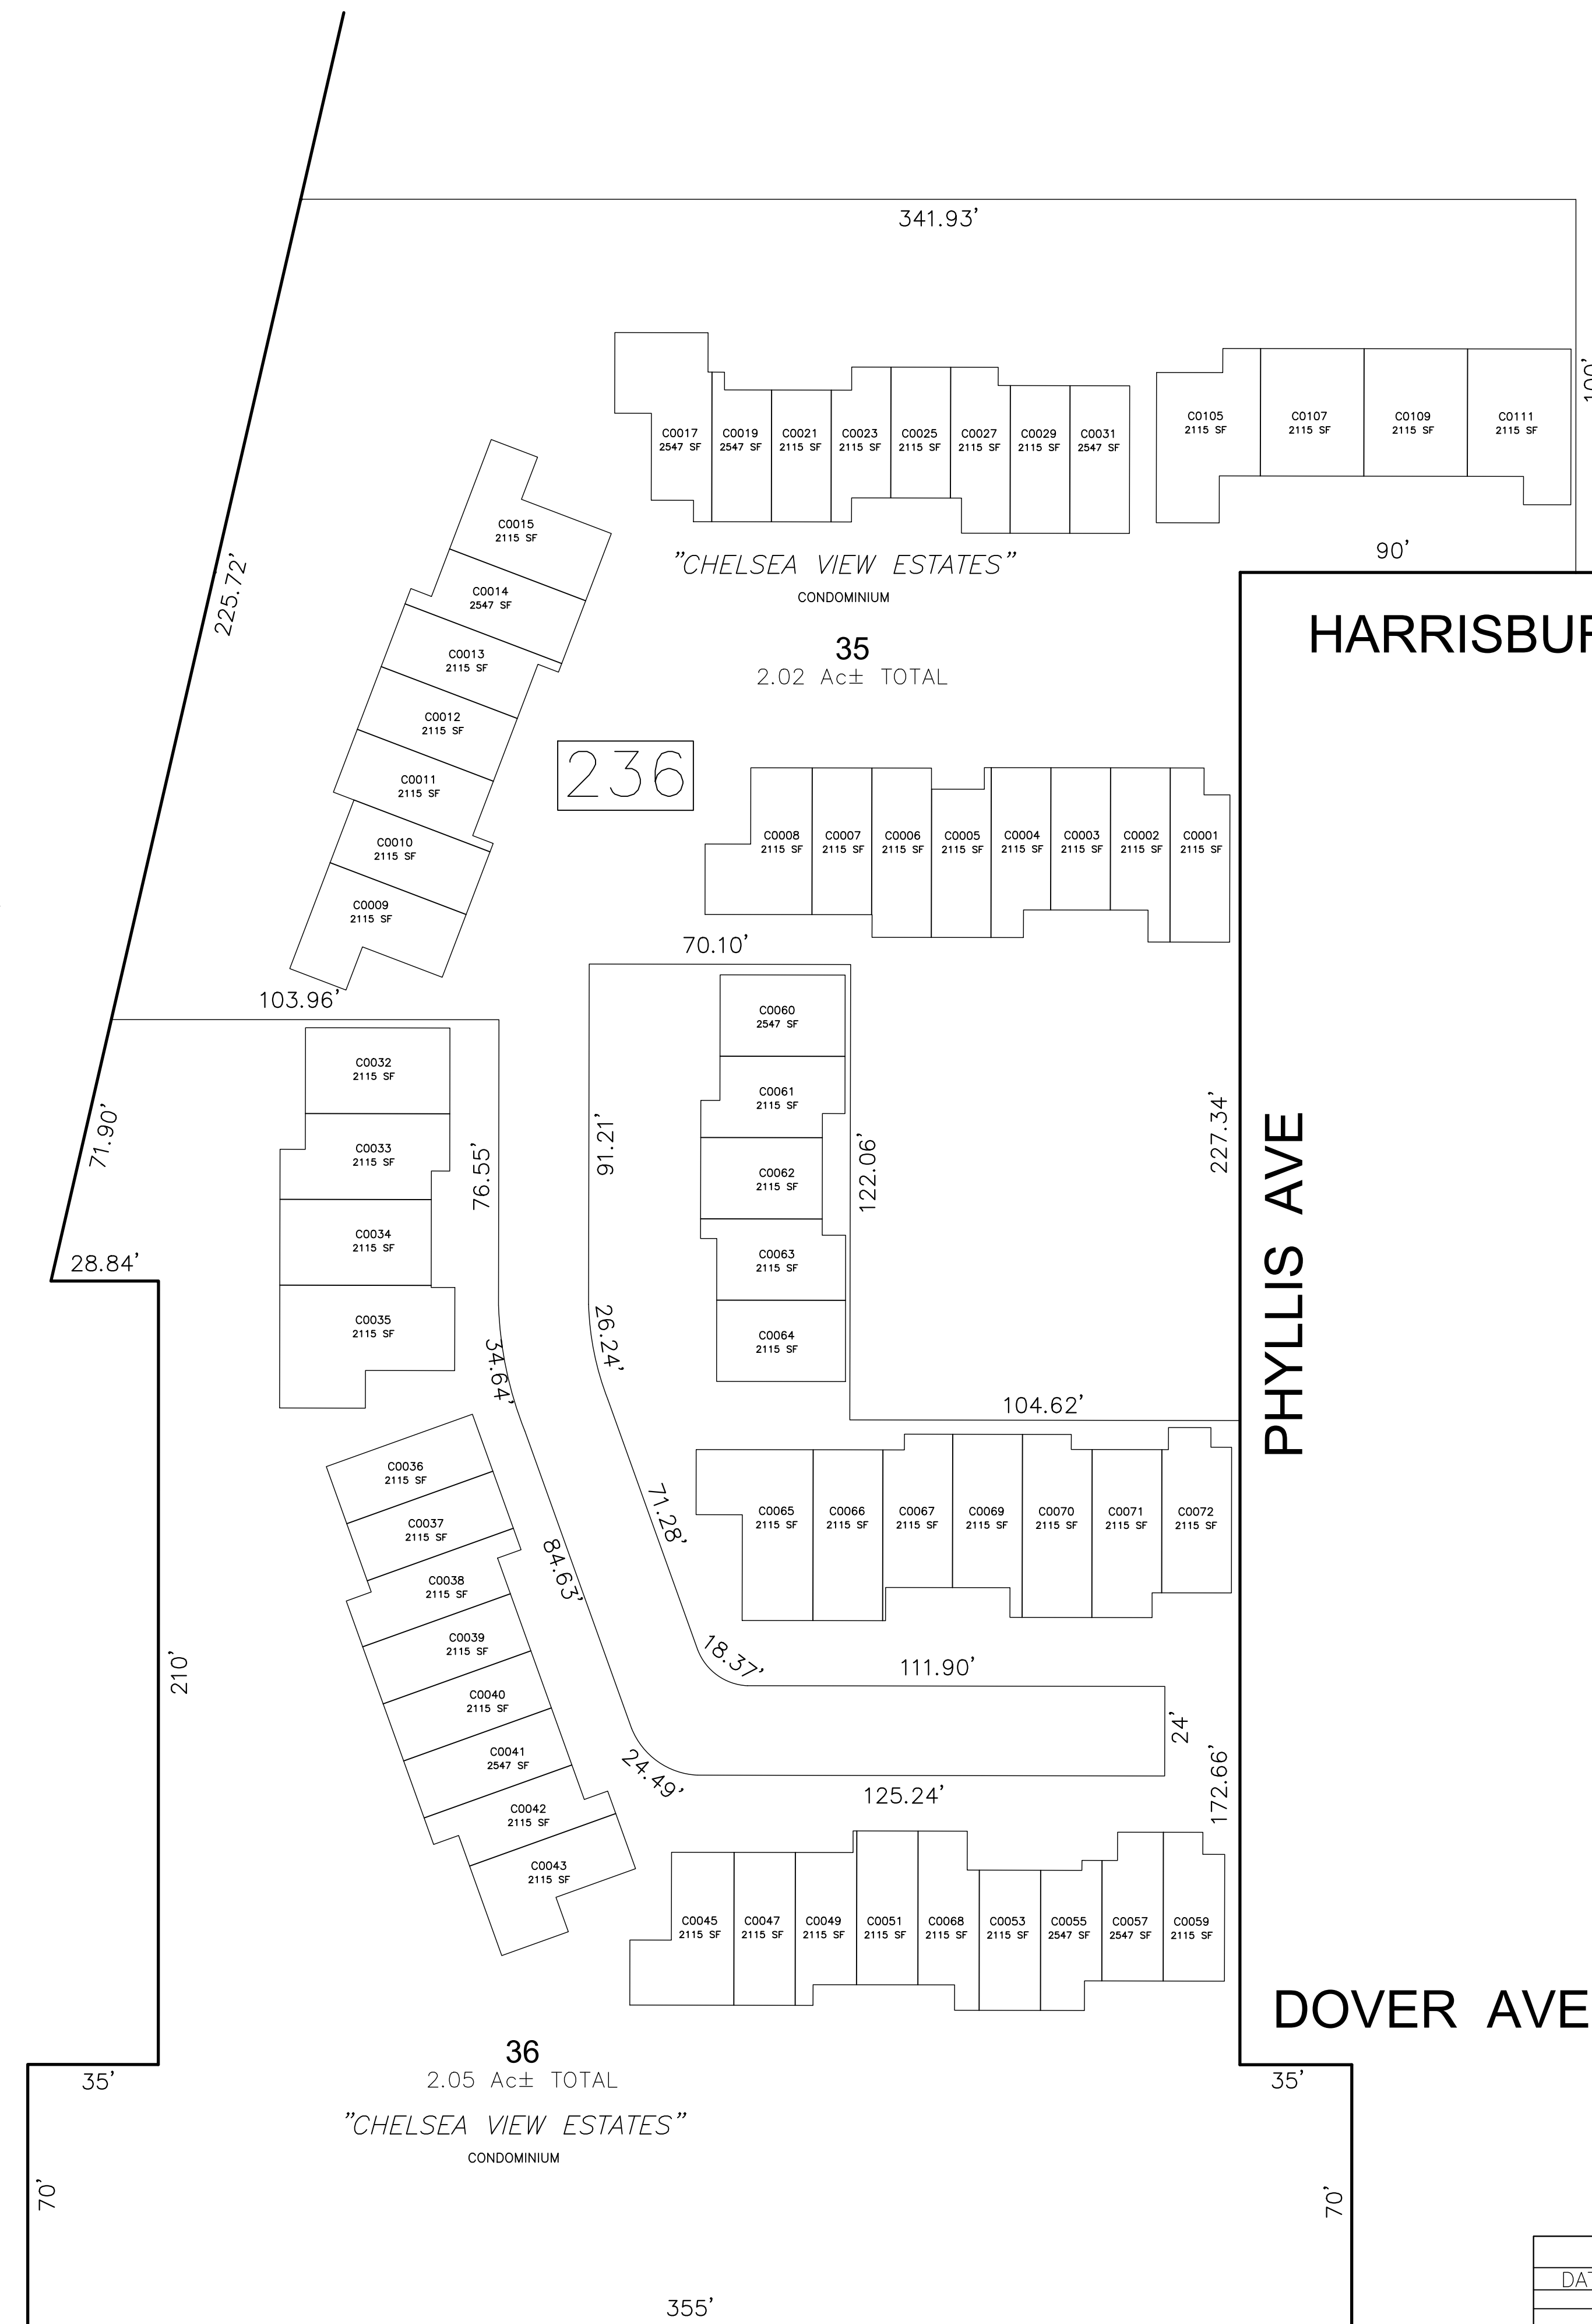 341.93'
100'
C0017
2547 SF
C0019
2547 SF
C0021
2115 SF
C0023
2115 SF
C0025
2115 SF
C0027
2115 SF
C0029
2115 SF
C0031
2547 SF
C0105
2115 SF
C0107
2115 SF
C0109
2115 SF
C0111
2115 SF
90'
"CHELSEA VIEW ESTATES"
CONDOMINIUM
35
2.02 Ac± TOTAL
HARRISBUR
225.72'
C0015
2115 SF
C0014
2547 SF
C0013
2115 SF
C0012
2115 SF
C0011
2115 SF
C0010
2115 SF
C0009
2115 SF
236
C0008
2115 SF
C0007
2115 SF
C0006
2115 SF
C0005
2115 SF
C0004
2115 SF
C0003
2115 SF
C0002
2115 SF
C0001
2115 SF
70.10'
103.96'
C0060
2547 SF
C0061
2115 SF
C0062
2115 SF
C0063
2115 SF
C0064
2115 SF
C0032
2115 SF
C0033
2115 SF
C0034
2115 SF
C0035
2115 SF
71.90'
28.84'
76.55'
91.21'
122.06'
227.34'
PHYLLIS AVE
34.64'
26.24'
104.62'
C0036
2115 SF
C0037
2115 SF
C0038
2115 SF
C0039
2115 SF
C0040
2115 SF
C0041
2547 SF
C0042
2115 SF
C0043
2115 SF
84.63'
71.28'
C0065
2115 SF
C0066
2115 SF
C0067
2115 SF
C0069
2115 SF
C0070
2115 SF
C0071
2115 SF
C0072
2115 SF
210'
18.37'
111.90'
24'
24.49'
125.24'
172.66'
C0045
2115 SF
C0047
2115 SF
C0049
2115 SF
C0051
2115 SF
C0068
2115 SF
C0053
2115 SF
C0055
2547 SF
C0057
2547 SF
C0059
2115 SF
DOVER AVE
36
2.05 Ac± TOTAL
"CHELSEA VIEW ESTATES"
CONDOMINIUM
35'
35'
70'
70'
355'
DAT